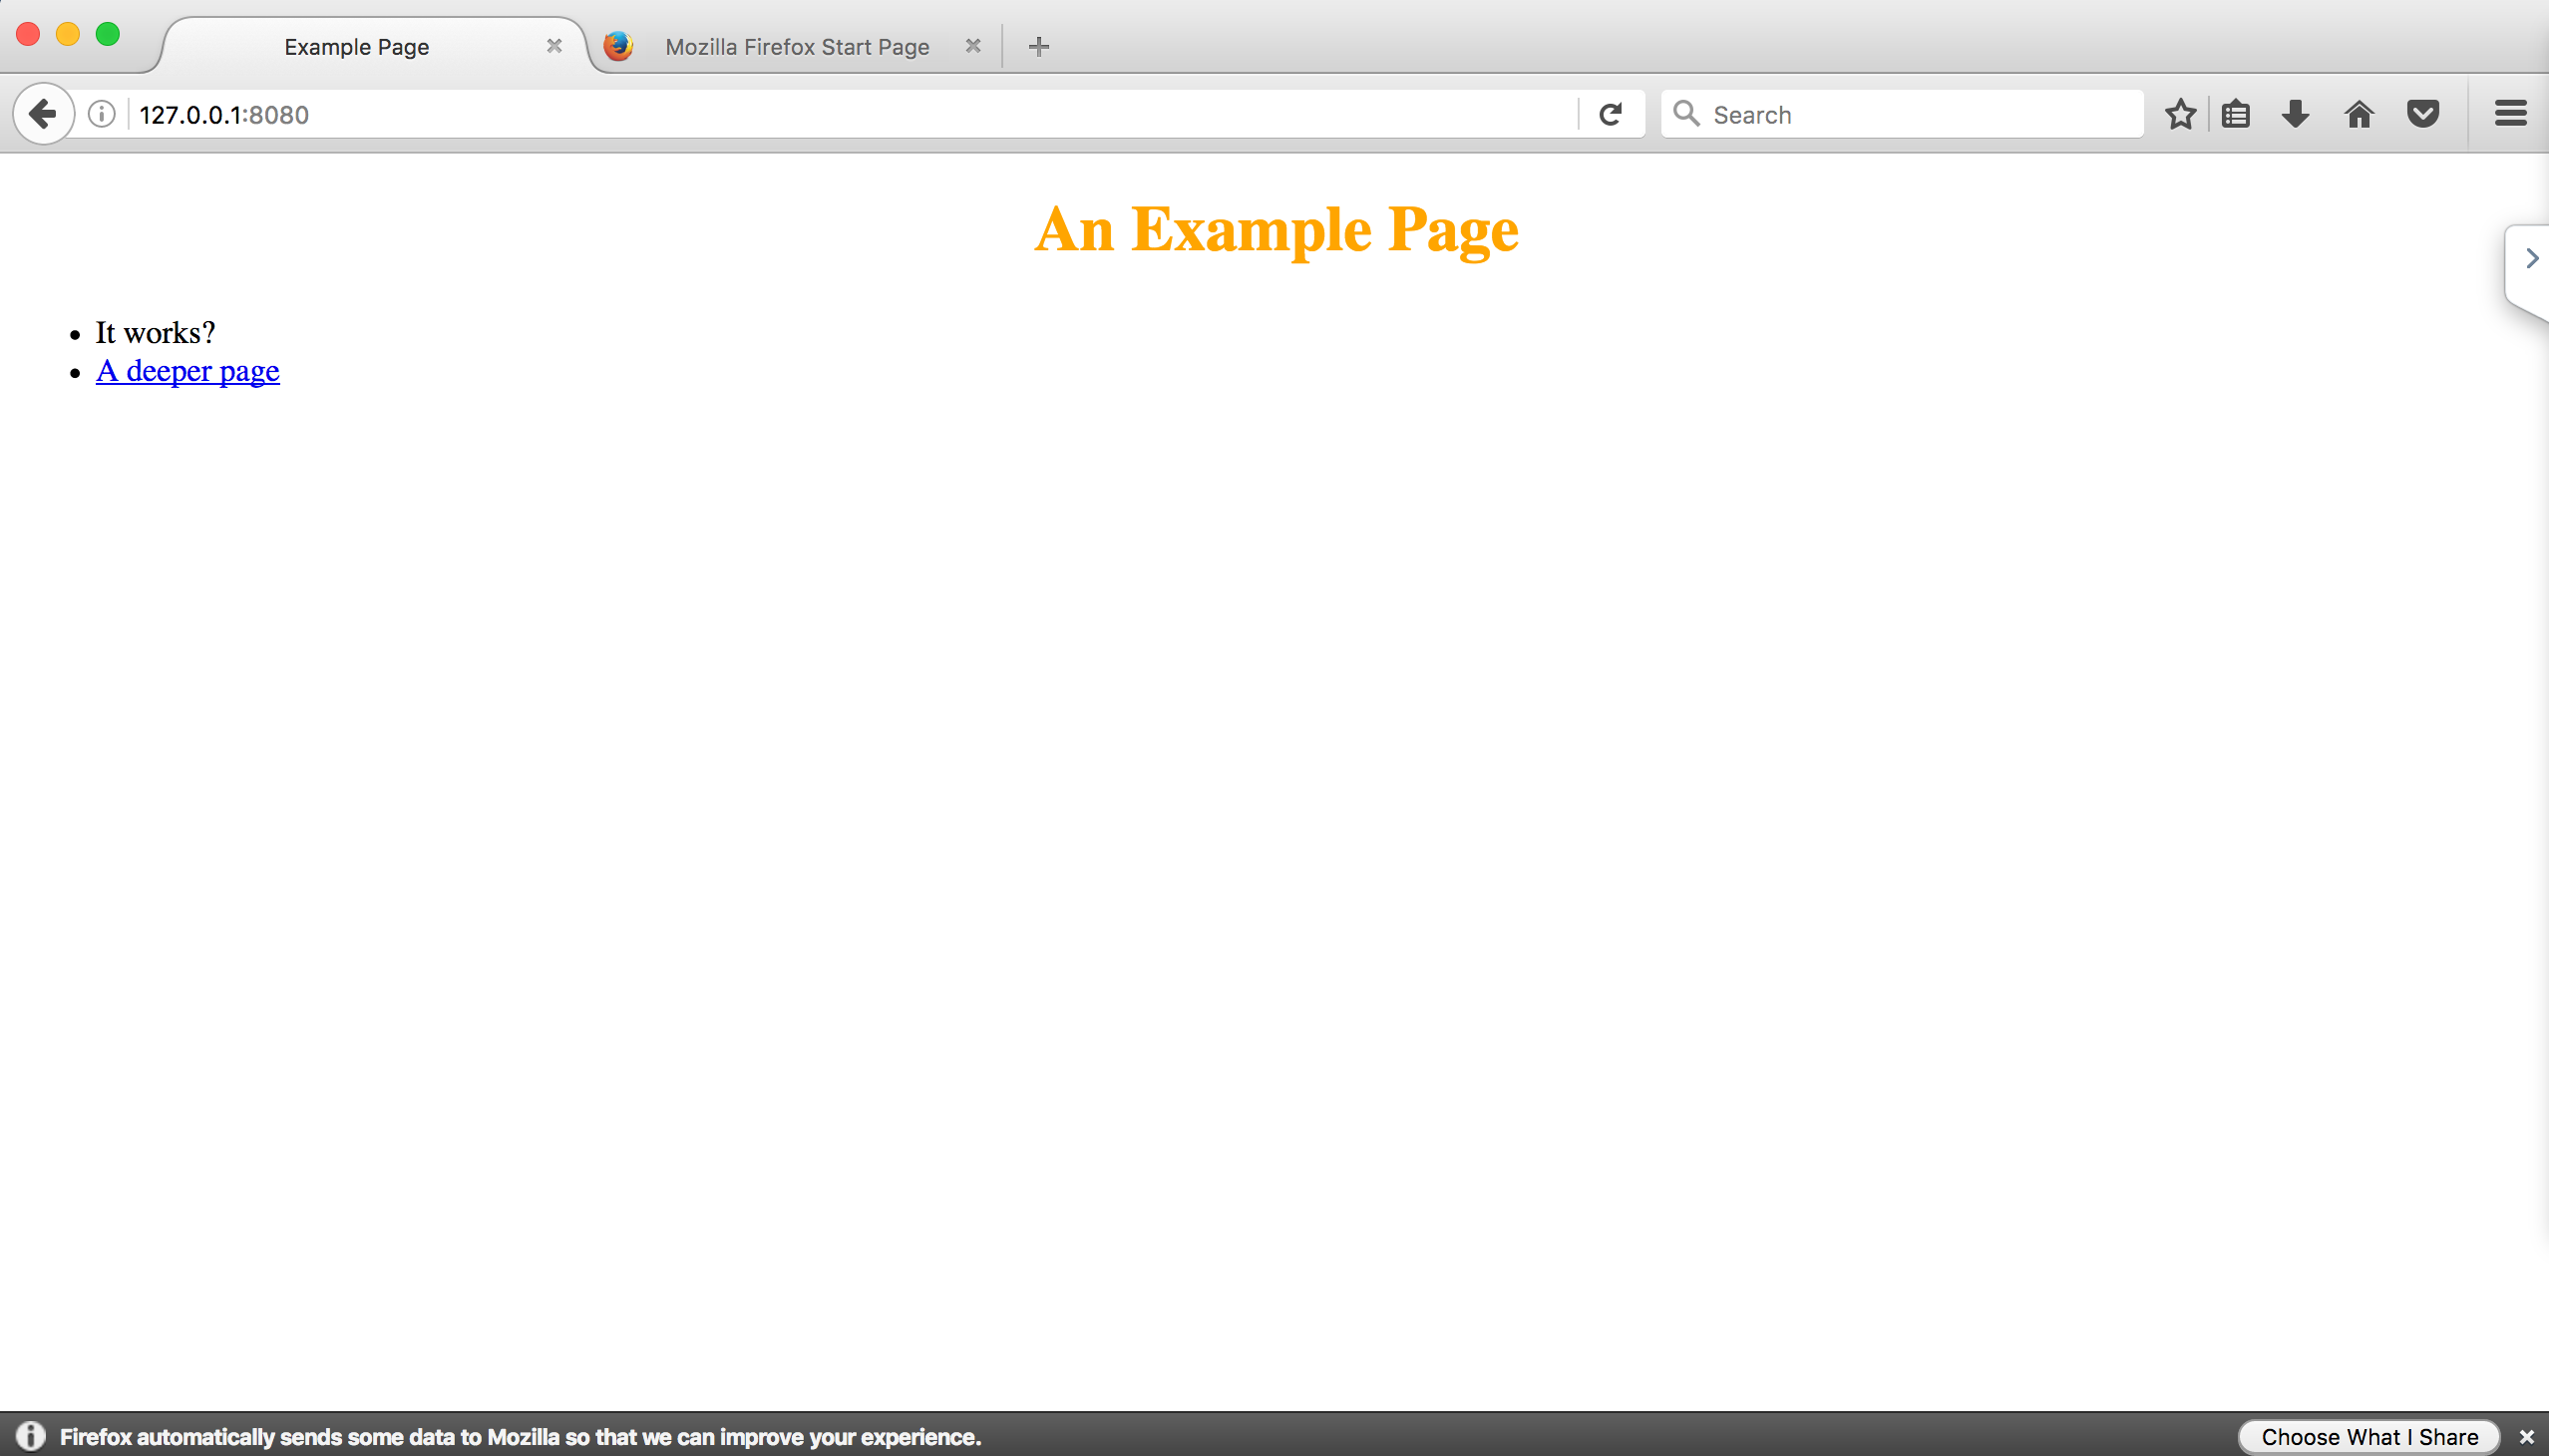 Example Page
Mozilla Firefox Start Page
127.0.0.1:8080
Search
An Example Page
It works?
A deeper page
Firefox automatically sends some data to Mozilla so that we can improve your experience.
Choose What I Share